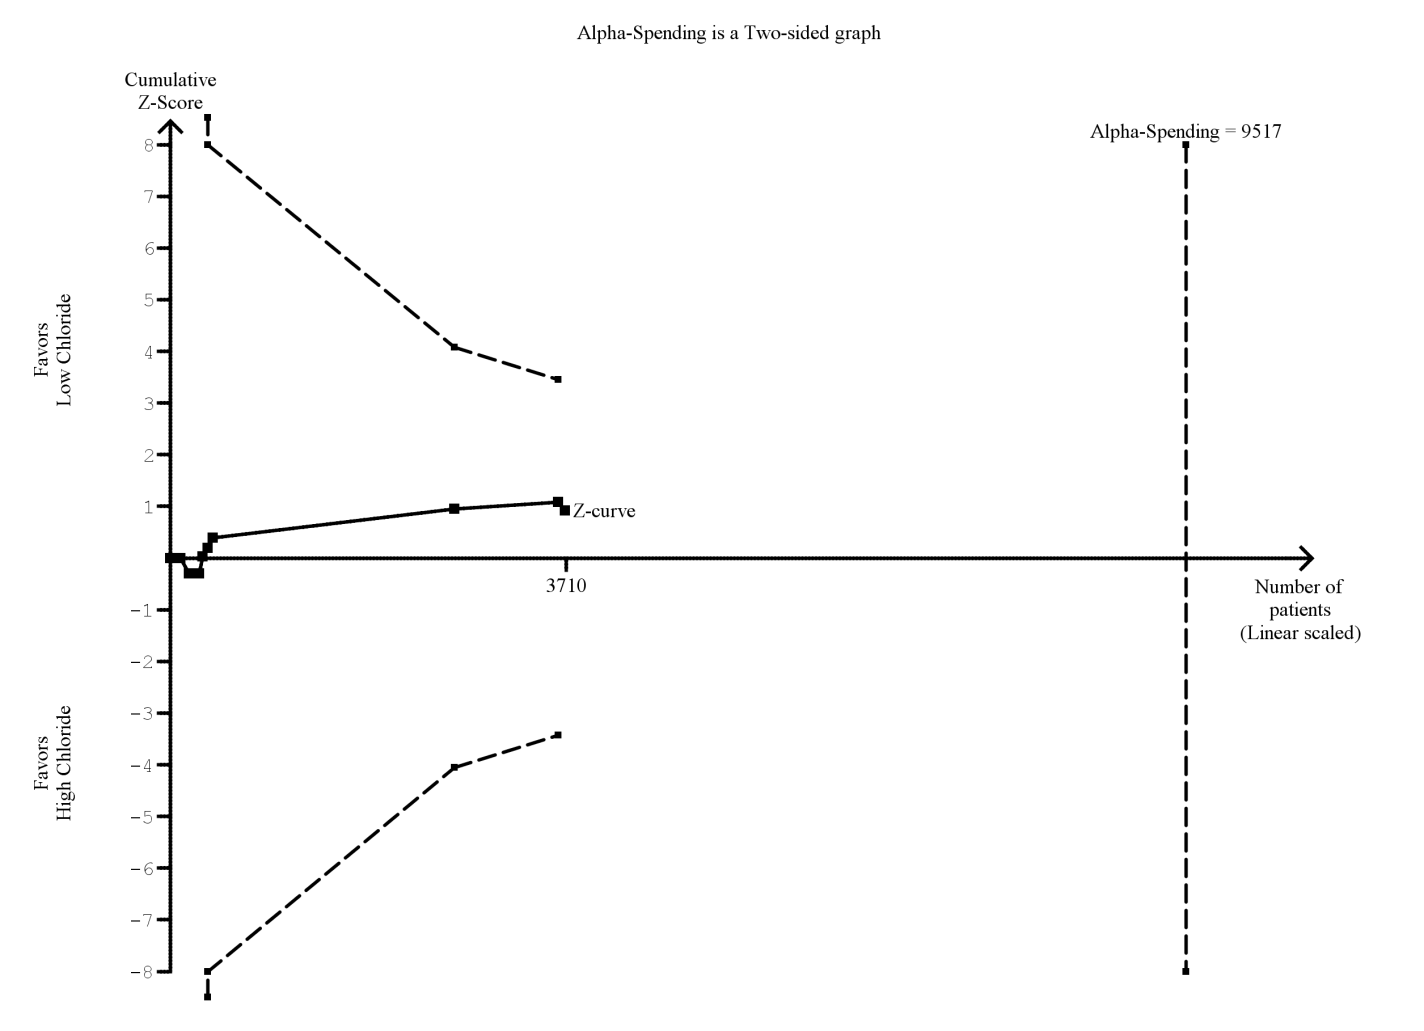 Alpha-Spending is a Two-sided graph
Cumulative
Z-Score
Alpha-Spending = 9517
8
7
6
5
4
3
2
1
-1
-2
-3
-4
-5
-6
-7
-8
Favors
Low Chloride
Favors
High Chloride
Z-curve
3710
Number of
patients
(Linear scaled)